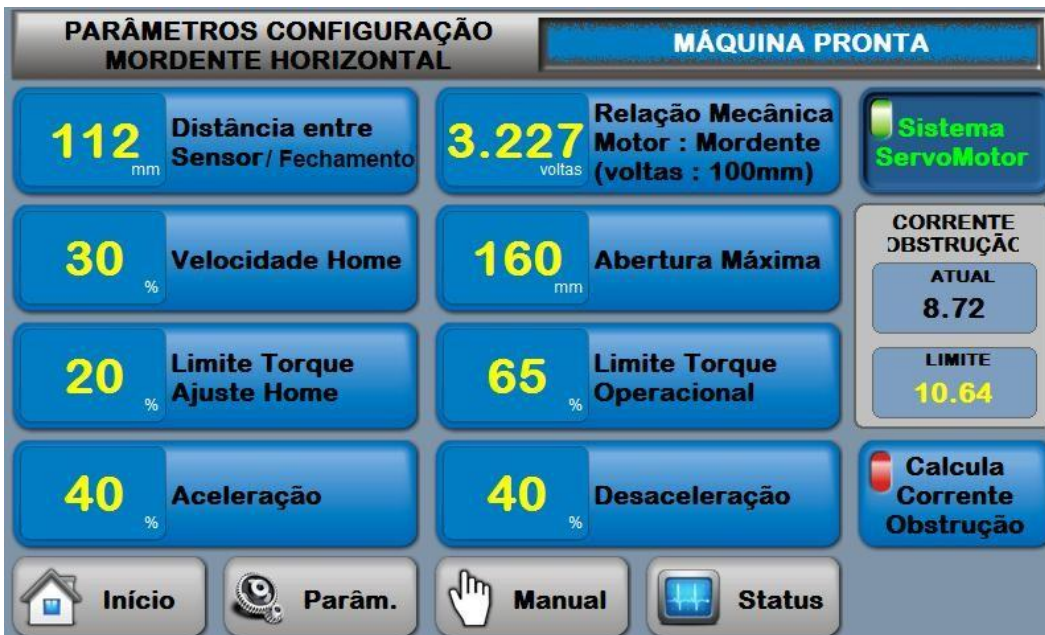 PARÂMETROS CONFIGURAÇÃO
MORDENTE HORIZONTAL
MÁQUINA PRONTA
112
mm
Distância entre
Sensor/ Fechamento
3.227
voltas
Relação Mecânica
Motor : Mordente
(voltas : 100mm)
Sistema
ServoMotor
30
%
Velocidade Home
160
mm
Abertura Máxima
CORRENTE
OBSTRUÇÃO
ATUAL
8.72
LIMITE
10.64
20
%
Limite Torque
Ajuste Home
65
%
Limite Torque
Operacional
40
%
Aceleração
40
%
Desaceleração
Calcula
Corrente
Obstrução
Início
Parâm.
Manual
Status